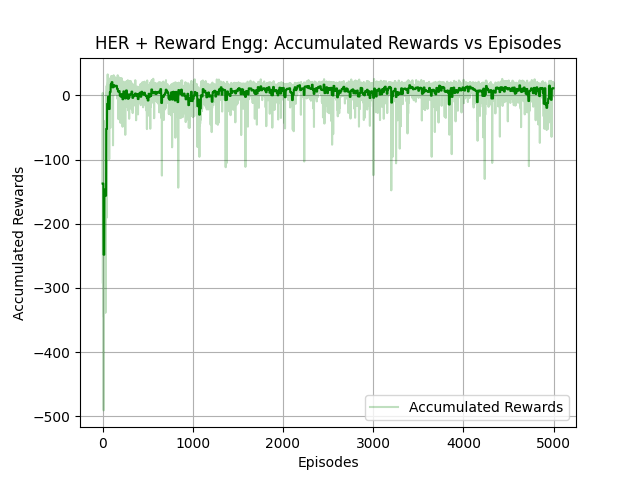 HER + Reward Engg: Accumulated Rewards vs Episodes
Accumulated Rewards
0
−100
−200
−300
−400
−500
Accumulated Rewards
0 1000 2000 3000 4000 5000
Episodes